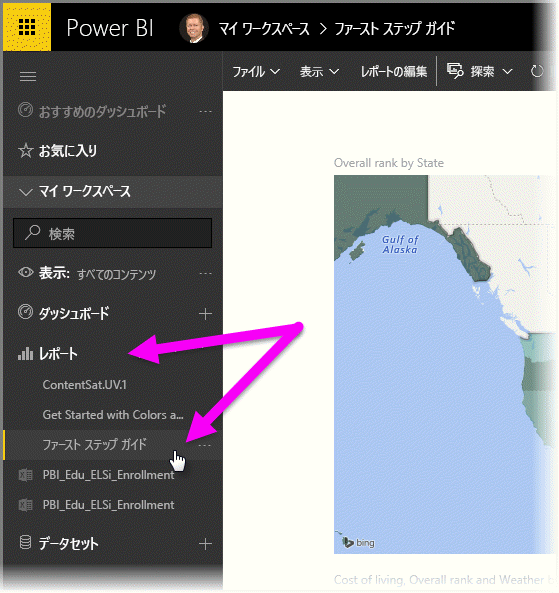 Power BI
マイ ワークスペース > ファースト ステップ ガイド
ファイル 表示 レポートの編集 探索
おすすめのダッシュボード ...
お気に入り
マイ ワークスペース
検索
表示: すべてのコンテンツ ...
ダッシュボード +
レポート
ContentSat.UV.1
Get Started with Colors a...
ファースト ステップ ガイド ...
PBI_Edu_ELSi_Enrollment
PBI_Edu_ELSi_Enrollment
データセット +
Overall rank by State
Gulf of
Alaska
bing
Cost of living, Overall rank and Weather